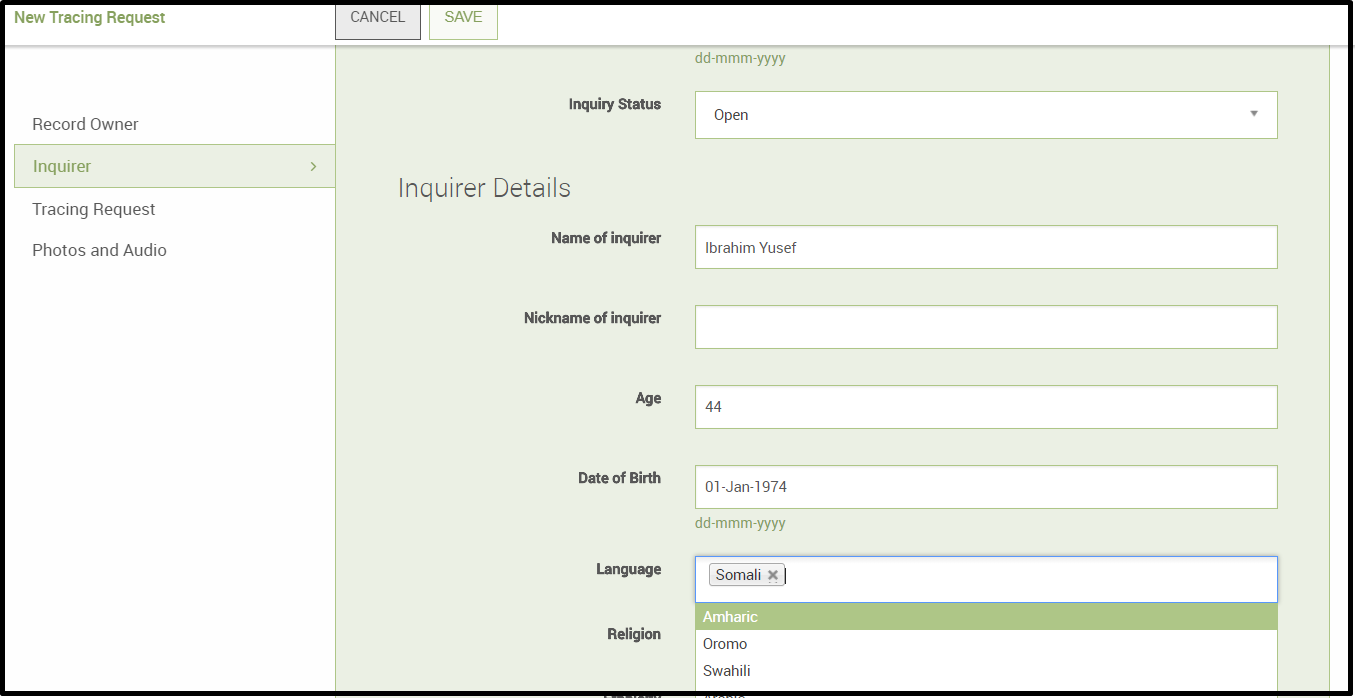 New Tracing Request
CANCEL
SAVE
Record Owner
Inquirer
Tracing Request
Photos and Audio
dd-mmm-yyyy
Inquiry Status
Open
Inquirer Details
Name of inquirer
Ibrahim Yusef
Nickname of inquirer
Age
44
Date of Birth
01-Jan-1974
dd-mmm-yyyy
Language
Somali
Amharic
Religion
Oromo
Swahili